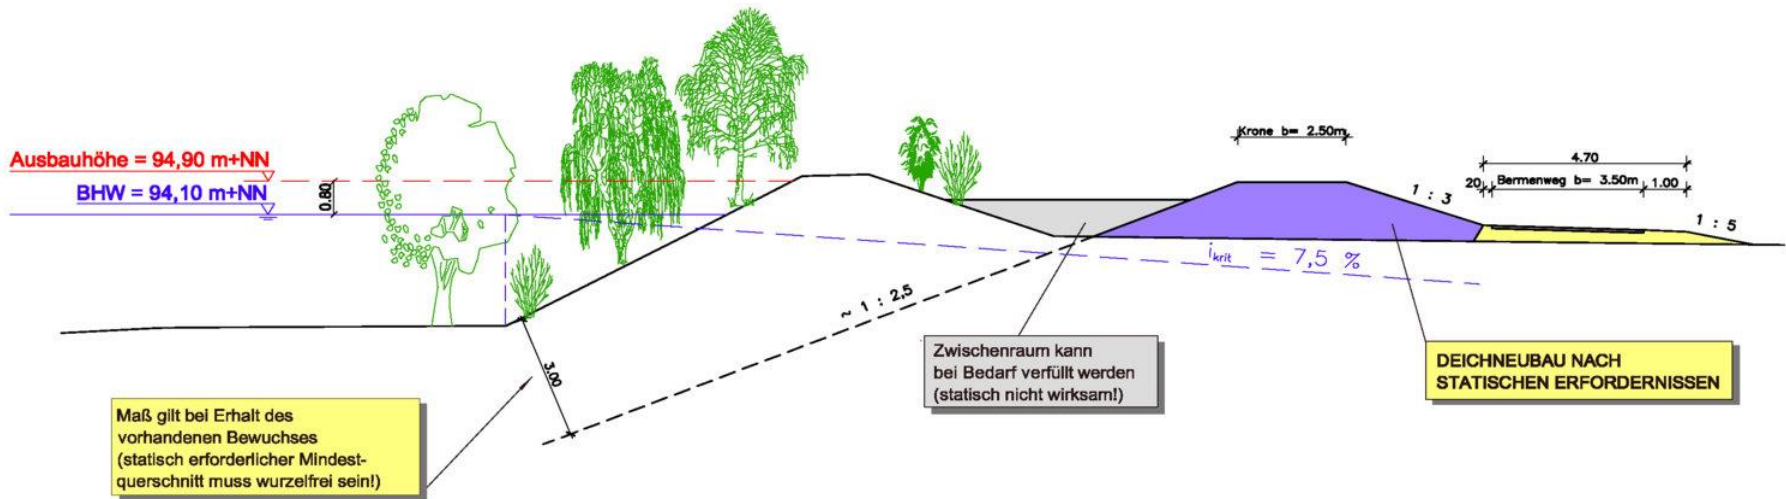 Ausbauhöhe = 94,90 m+NN
BHW = 94,10 m+NN
0.80
Krone b= 2.50m
4.70
20
Bermenweg b= 3.50m
1.00
1 : 3
1 : 5
ikrit = 7,5 %
~ 1 : 2,5
3.00
Zwischenraum kann
bei Bedarf verfüllt werden
(statisch nicht wirksam!)
DEICHNEUBAU NACH
STATISCHEN ERFORDERNISSEN
Maß gilt bei Erhalt des
vorhandenen Bewuchses
(statisch erforderlicher Mindest-
querschnitt muss wurzelfrei sein!)